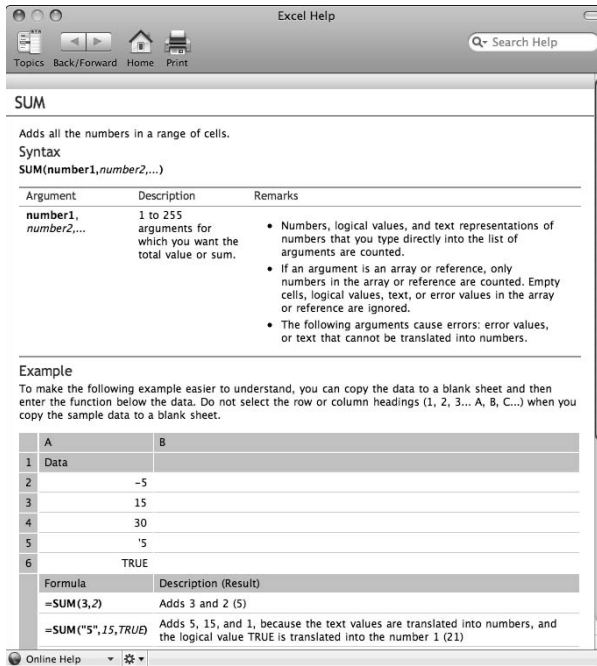 Excel Help
Topics Back/Forward Home Print
Search Help
SUM
Adds all the numbers in a range of cells.
Syntax
SUM(number1,number2,...)
Argument Description Remarks
number1,
number2,...
1 to 255
arguments for
which you want the
total value or sum.
• Numbers, logical values, and text representations of
numbers that you type directly into the list of
arguments are counted.
• If an argument is an array or reference, only
numbers in the array or reference are counted. Empty
cells, logical values, text, or error values in the array
or reference are ignored.
• The following arguments cause errors: error values,
or text that cannot be translated into numbers.
Example
To make the following example easier to understand, you can copy the data to a blank sheet and then
enter the function below the data. Do not select the row or column headings (1, 2, 3... A, B, C...) when you
copy the sample data to a blank sheet.
A B
1 Data
2 -5
3 15
4 30
5 '5
6 TRUE
Formula Description (Result)
=SUM(3,2) Adds 3 and 2 (5)
=SUM("5",15,TRUE) Adds 5, 15, and 1, because the text values are translated into numbers, and
the logical value TRUE is translated into the number 1 (21)
Online Help